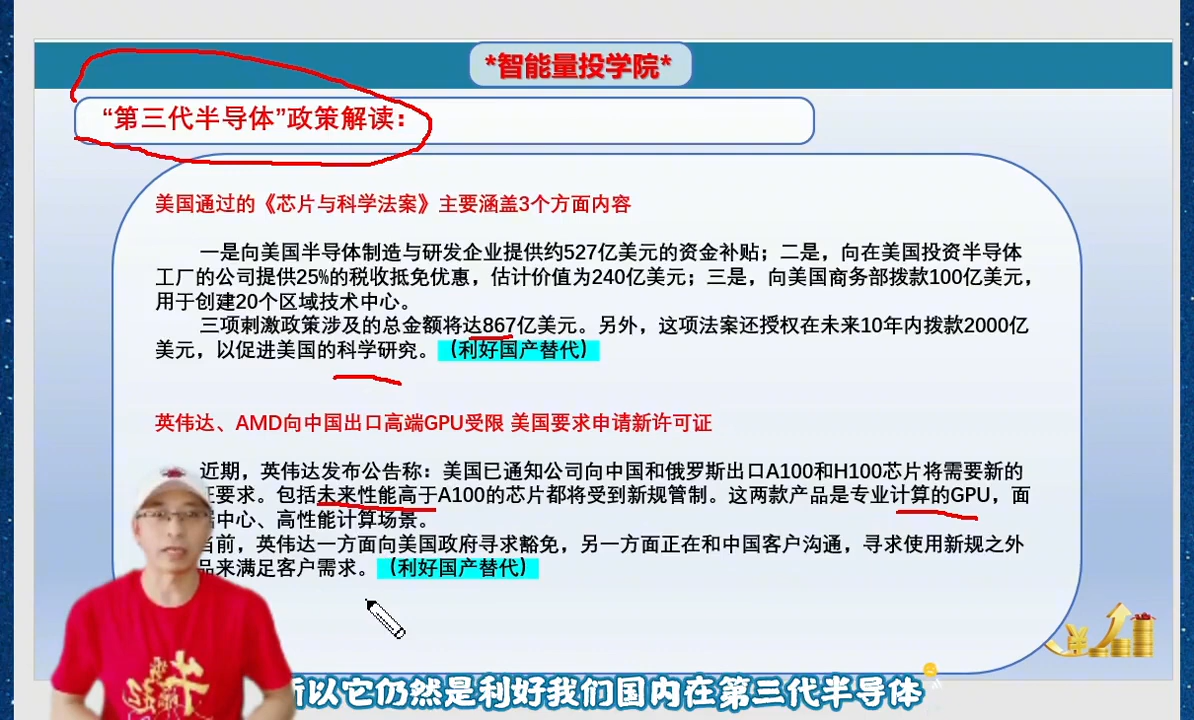 *智能量投学院*
“第三代半导体”政策解读：
美国通过的《芯片与科学法案》主要涵盖3个方面内容
一是向美国半导体制造与研发企业提供约527亿美元的资金补贴；二是，向在美国投资半导体
工厂的公司提供25%的税收抵免优惠，估计价值为240亿美元；三是，向美国商务部拨款100亿美元，
用于创建20个区域技术中心。
三项刺激政策涉及的总金额将达867亿美元。另外，这项法案还授权在未来10年内拨款2000亿
美元，以促进美国的科学研究。（利好国产替代）
英伟达、AMD向中国出口高端GPU受限 美国要求申请新许可证
近期，英伟达发布公告称：美国已通知公司向中国和俄罗斯出口A100和H100芯片将需要新的
证要求。包括未来性能高于A100的芯片都将受到新规管制。这两款产品是专业计算的GPU，面
据中心、高性能计算场景。
当前，英伟达一方面向美国政府寻求豁免，另一方面正在和中国客户沟通，寻求使用新规之外
品来满足客户需求。（利好国产替代）
所以它仍然是利好我们国内在第三代半导体